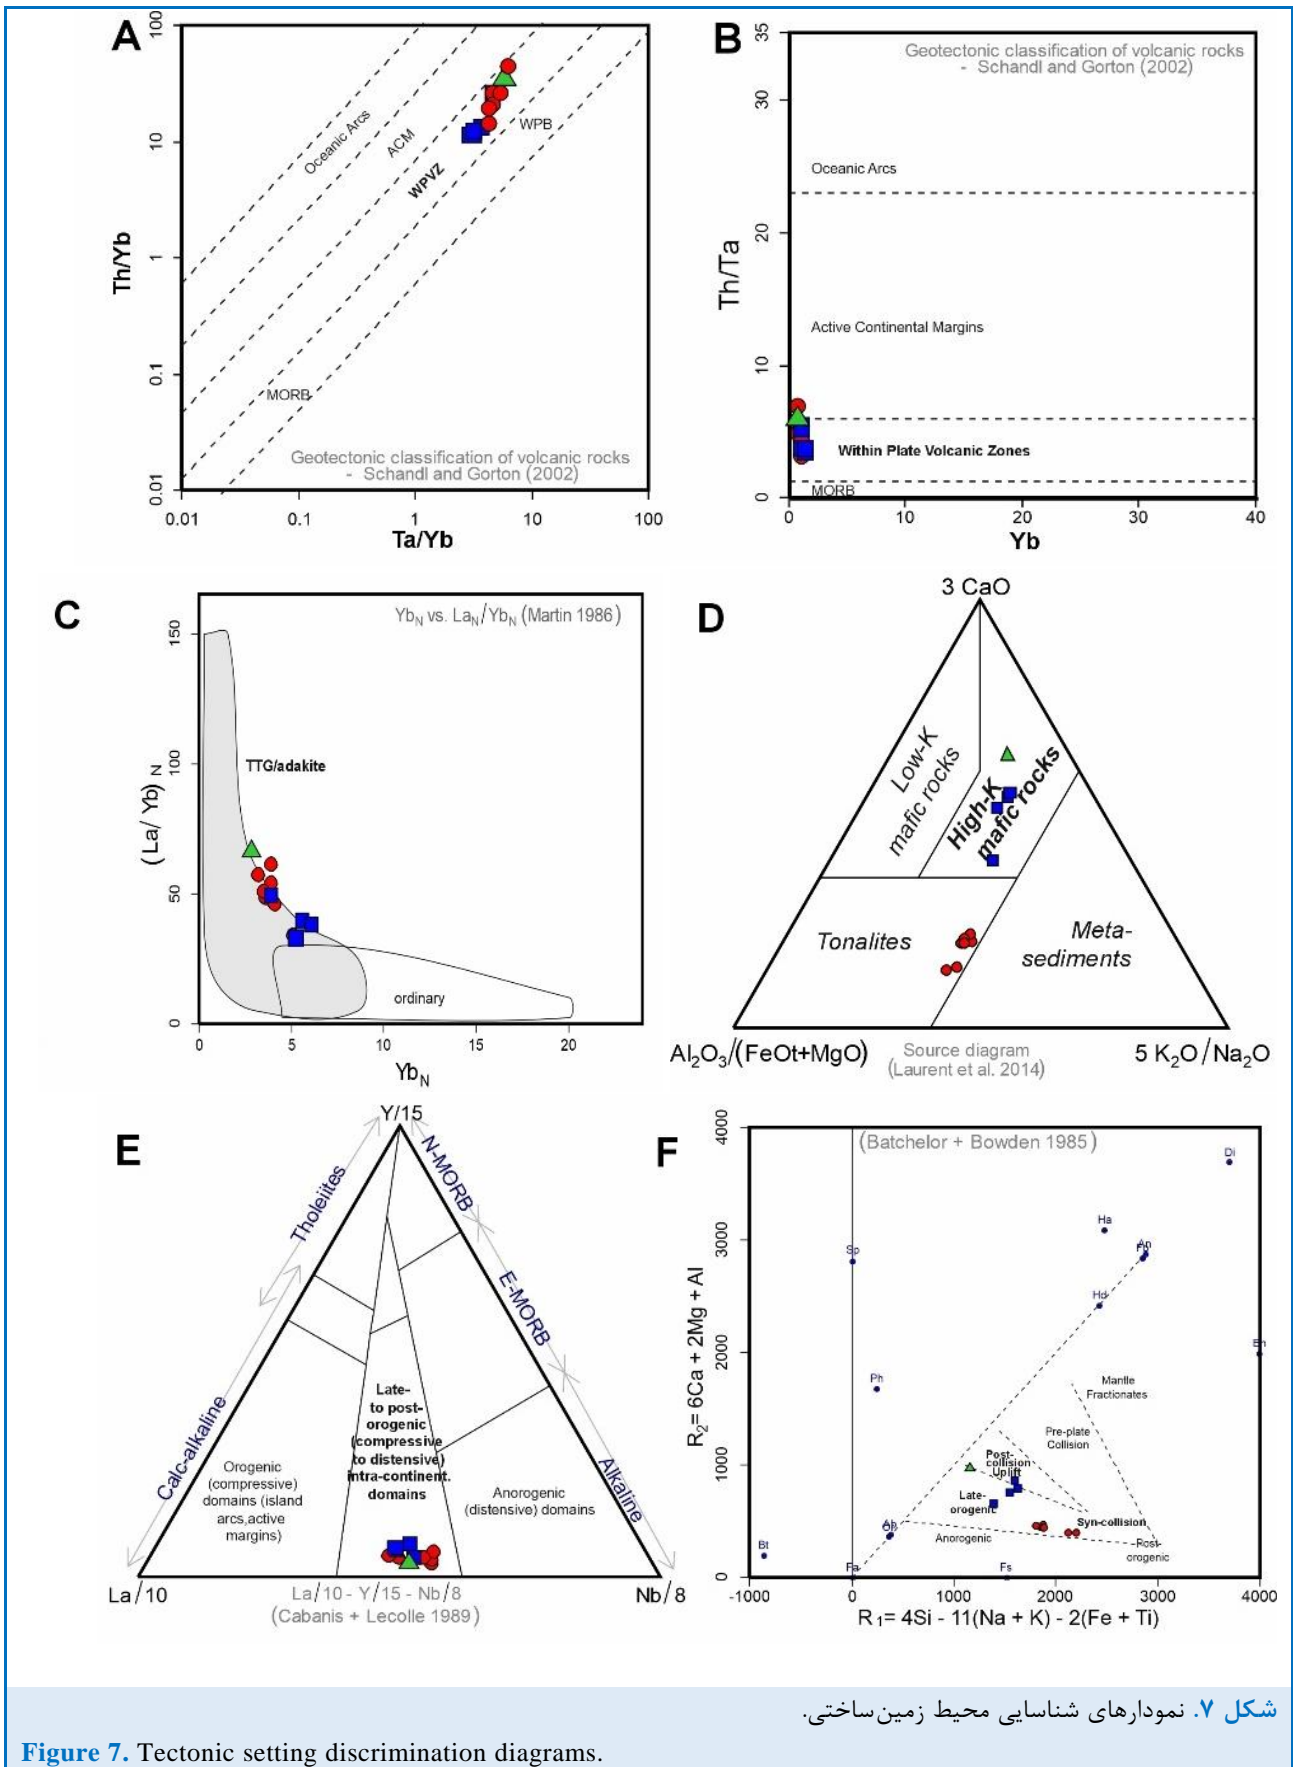 A
100
10
1
0.1
0.01
Th/Yb
Oceanic Arcs
ACM
WPVZ
WPB
MORB
Geotectonic classification of volcanic rocks
- Schandl and Gorton (2002)
0.01
0.1
1
10
100
Ta/Yb
B
35
30
20
10
0
Th/Ta
Geotectonic classification of volcanic rocks
- Schandl and Gorton (2002)
Oceanic Arcs
Active Continental Margins
Within Plate Volcanic Zones
MORB
0
10
20
30
40
Yb
C
150
100
50
0
(La/ Yb) N
Yb_N vs. La_N/Yb_N (Martin 1986)
TTG/adakite
ordinary
0
5
10
15
20
Yb_N
D
3 CaO
Low-K
mafic rocks
High-K
mafic rocks
Tonalites
Meta-
sediments
Al₂O₃/(FeOt+MgO)
5 K₂O/Na₂O
Source diagram
(Laurent et al. 2014)
E
Y/15
Tholeiites
N-MORB
E-MORB
Calc-alkaline
Alkaline
Late-
to post-
orogenic
(compressive
to distensive)
intra-continent.
domains
Orogenic
(compressive)
domains (island
arcs,active
margins)
Anorogenic
(distensive) domains
La/10
La/10 - Y/15 - Nb/8
Nb/8
(Cabanis + Lecolle 1989)
F
4000
3000
2000
1000
0
R₂= 6Ca + 2Mg + Al
(Batchelor + Bowden 1985)
Di
Ha
An
Sp
Hd
En
Ph
Mantle
Fractionates
Pre-plate
Collision
Post-
collision
Uplift
Late-
orogenic
Syn-collision
Anorogenic
Post-
orogenic
Ab
Bt
Fa
Fs
-1000
0
1000
2000
3000
4000
R₁= 4Si - 11(Na + K) - 2(Fe + Ti)
شکل ۷. نمودارهای شناسایی محیط زمین‌ساختی.
Figure 7. Tectonic setting discrimination diagrams.